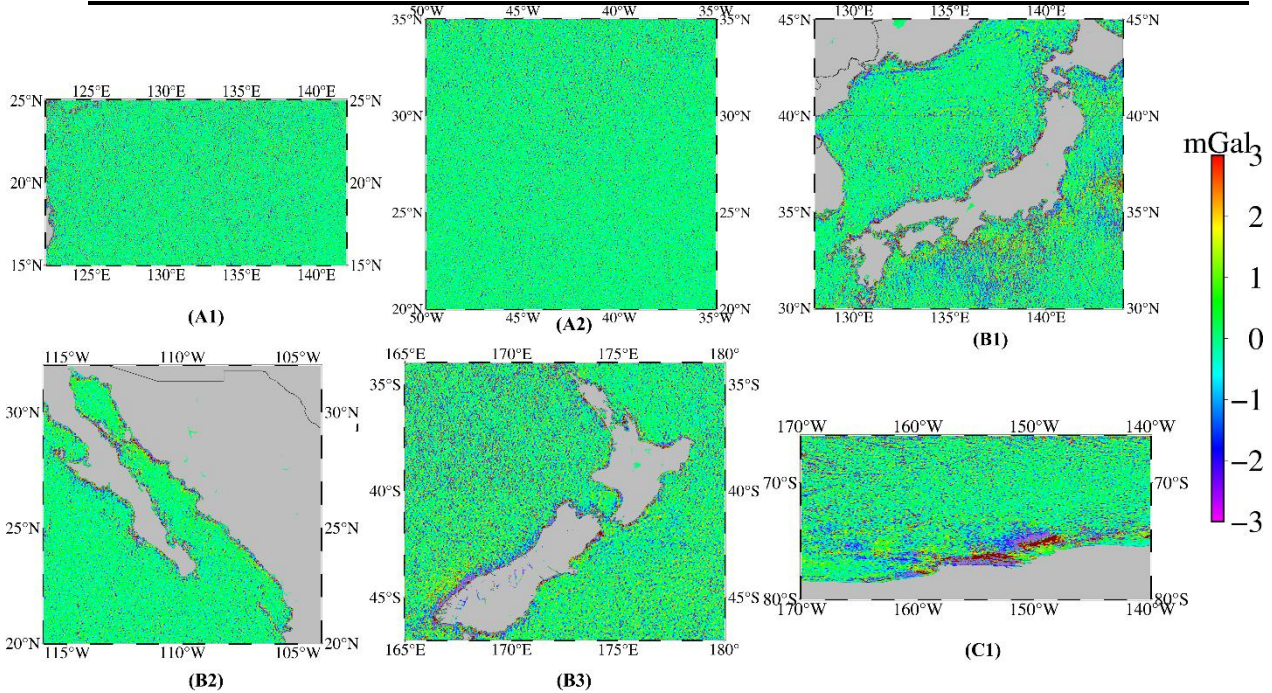 50°W 45°W 40°W 35°W
35°N 35°N
30°N 30°N
25°N 25°N
20°N 20°N
50°W 45°W 40°W 35°W
(A2)
125°E 130°E 135°E 140°E
25°N 25°N
20°N 20°N
15°N 15°N
125°E 130°E 135°E 140°E
(A1)
130°E 135°E 140°E
45°N 45°N
40°N 40°N
35°N 35°N
30°N 30°N
130°E 135°E 140°E
(B1)
mGal
3
2
1
0
−1
−2
−3
115°W 110°W 105°W
30°N 30°N
25°N 25°N
20°N 20°N
115°W 110°W 105°W
(B2)
165°E 170°E 175°E 180°
35°S 35°S
40°S 40°S
45°S 45°S
165°E 170°E 175°E 180°
(B3)
170°W 160°W 150°W 140°W
70°S 70°S
80°S 80°S
170°W 160°W 150°W 140°W
(C1)